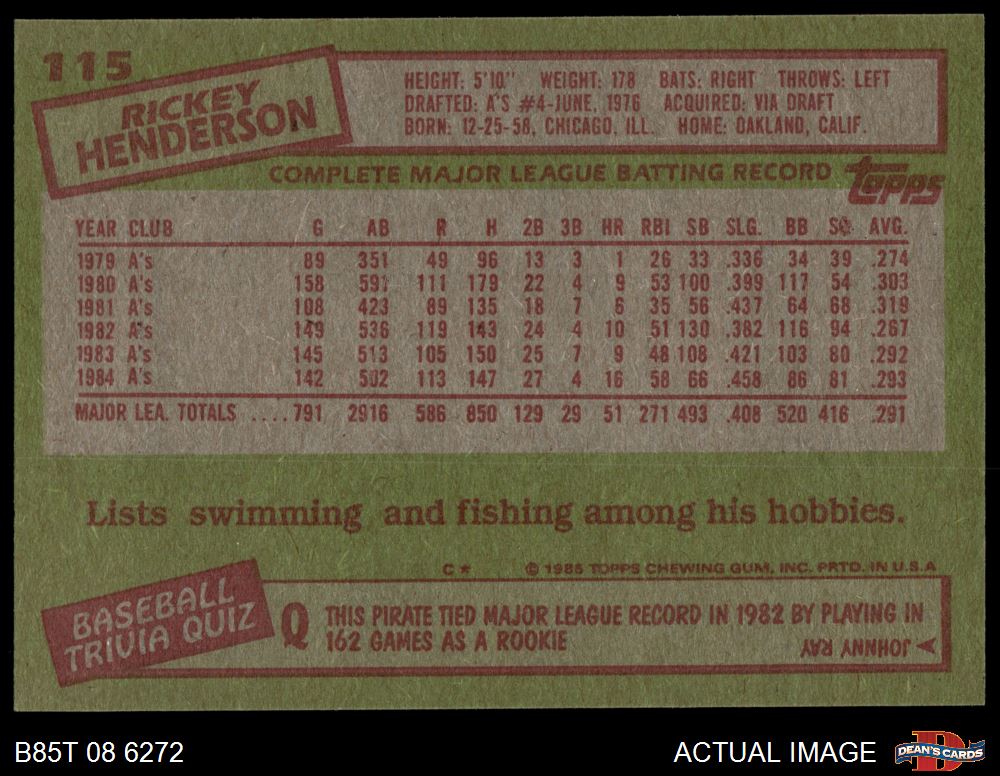 115
RICKEY
HENDERSON
HEIGHT: 5'10" WEIGHT: 178 BATS: RIGHT THROWS: LEFT
DRAFTED: A'S #4-JUNE, 1976 ACQUIRED: VIA DRAFT
BORN: 12-25-58, CHICAGO, ILL. HOME: OAKLAND, CALIF.
COMPLETE MAJOR LEAGUE BATTING RECORD
topps
YEAR CLUB G AB R H 2B 3B HR RBI SB SLG. BB SO AVG.
1979 A's 89 351 49 96 13 3 1 26 33 .336 34 39 .274
1980 A's 158 591 111 179 22 4 9 53 100 .399 117 54 .303
1981 A's 108 423 89 135 18 7 6 35 56 .437 64 68 .319
1982 A's 149 536 119 143 24 4 10 51 130 .382 116 94 .267
1983 A's 145 513 105 150 25 7 9 48 108 .421 103 80 .292
1984 A's 142 502 113 147 27 4 16 58 66 .458 86 81 .293
MAJOR LEA. TOTALS ....791 2916 586 850 129 29 51 271 493 .408 520 416 .291
Lists swimming and fishing among his hobbies.
C * © 1985 TOPPS CHEWING GUM, INC. PRTD. IN U.S.A
BASEBALL
TRIVIA QUIZ
Q THIS PIRATE TIED MAJOR LEAGUE RECORD IN 1982 BY PLAYING IN
162 GAMES AS A ROOKIE
A JOHNNY RAY
B85T 08 6272
ACTUAL IMAGE
D
DEAN'S CARDS